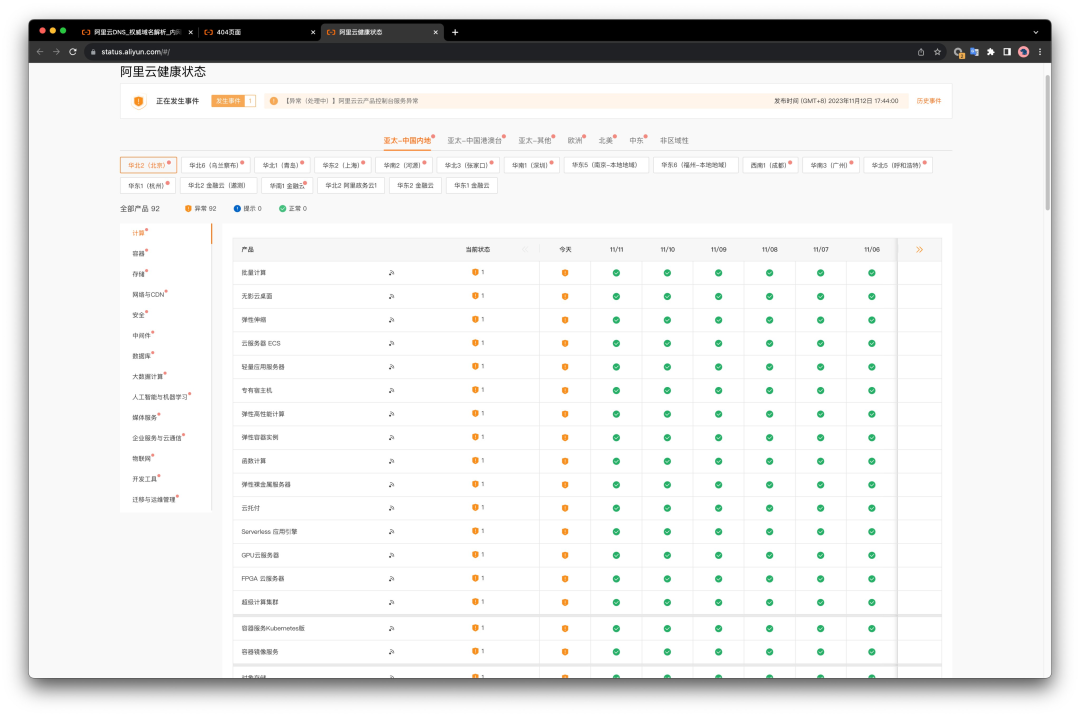 阿里云DNS_权威域名解析_内网 404页面 阿里云健康状态
status.aliyun.com/#/
阿里云健康状态
正在发生事件 发生事件 1 【异常（处理中）】阿里云云产品控制台服务异常 发布时间 (GMT+8) 2023年11月12日 17:44:00 历史事件
亚太-中国内地 亚太-中国港澳台 亚太-其他 欧洲 北美 中东 非区域性
华北2（北京） 华北6（乌兰察布） 华北1（青岛） 华东2（上海） 华南2（河源） 华北3（张家口） 华南1（深圳） 华东5（南京-本地地域） 华东6（福州-本地地域） 西南1（成都） 华南3（广州） 华北5（呼和浩特）
华东1（杭州） 华北2 金融云（邀测） 华南1 金融云 华北2 阿里政务云1 华东2 金融云 华东1 金融云
全部产品 92 异常 92 提示 0 正常 0
计算
容器
存储
网络与CDN
安全
中间件
数据库
大数据计算
人工智能与机器学习
媒体服务
企业服务与云通信
物联网
开发工具
迁移与运维管理
产品 当前状态 今天 11/11 11/10 11/09 11/08 11/07 11/06
批量计算 1
无影云桌面 1
弹性伸缩 1
云服务器 ECS 1
轻量应用服务器 1
专有宿主机 1
弹性高性能计算 1
弹性容器实例 1
函数计算 1
弹性裸金属服务器 1
云托付 1
Serverless 应用引擎 1
GPU云服务器 1
FPGA 云服务器 1
超级计算集群 1
容器服务Kubernetes版 1
容器镜像服务 1
对象存储 1